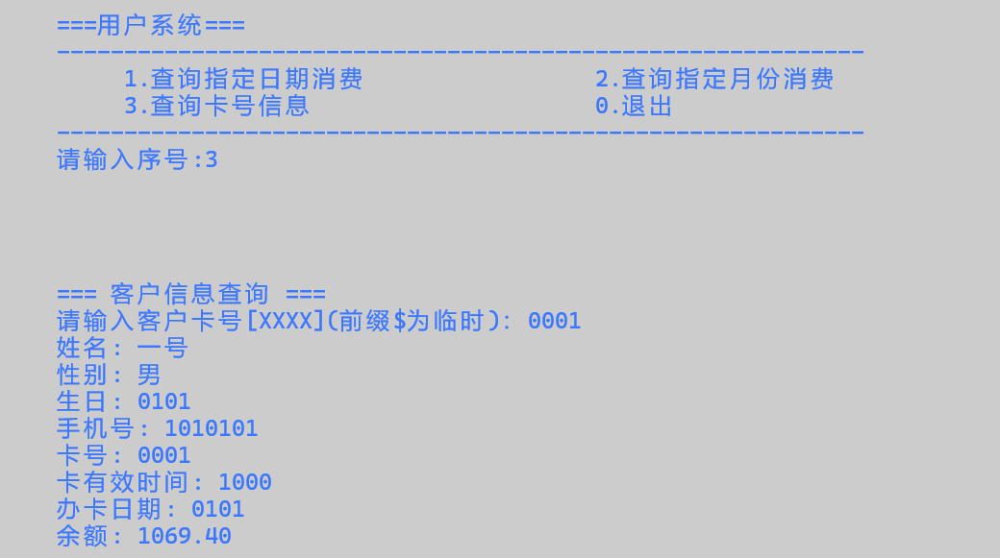 ===用户系统===
------------------------------------------------------------
1.查询指定日期消费 2.查询指定月份消费
3.查询卡号信息 0.退出
------------------------------------------------------------
请输入序号:3
=== 客户信息查询 ===
请输入客户卡号[XXXX](前缀$为临时): 0001
姓名: 一号
性别: 男
生日: 0101
手机号: 1010101
卡号: 0001
卡有效时间: 1000
办卡日期: 0101
余额: 1069.40